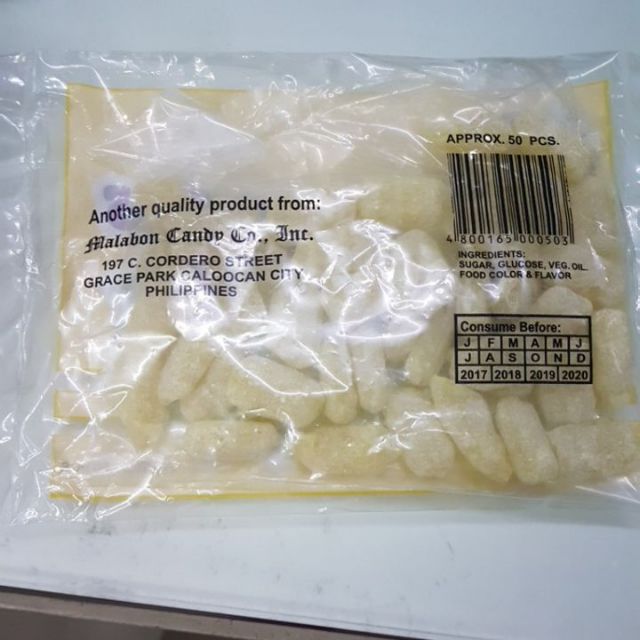 Another quality product from:
Malabon Candy Co., Inc.
197 C. CORDERO STREET
GRACE PARK CALOOCAN CITY
PHILIPPINES
APPROX. 50 PCS.
4 800165 000503
INGREDIENTS:
SUGAR, GLUCOSE, VEG. OIL.
FOOD COLOR & FLAVOR
Consume Before:
J F M A M J
J A S O N D
2017 2018 2019 2020